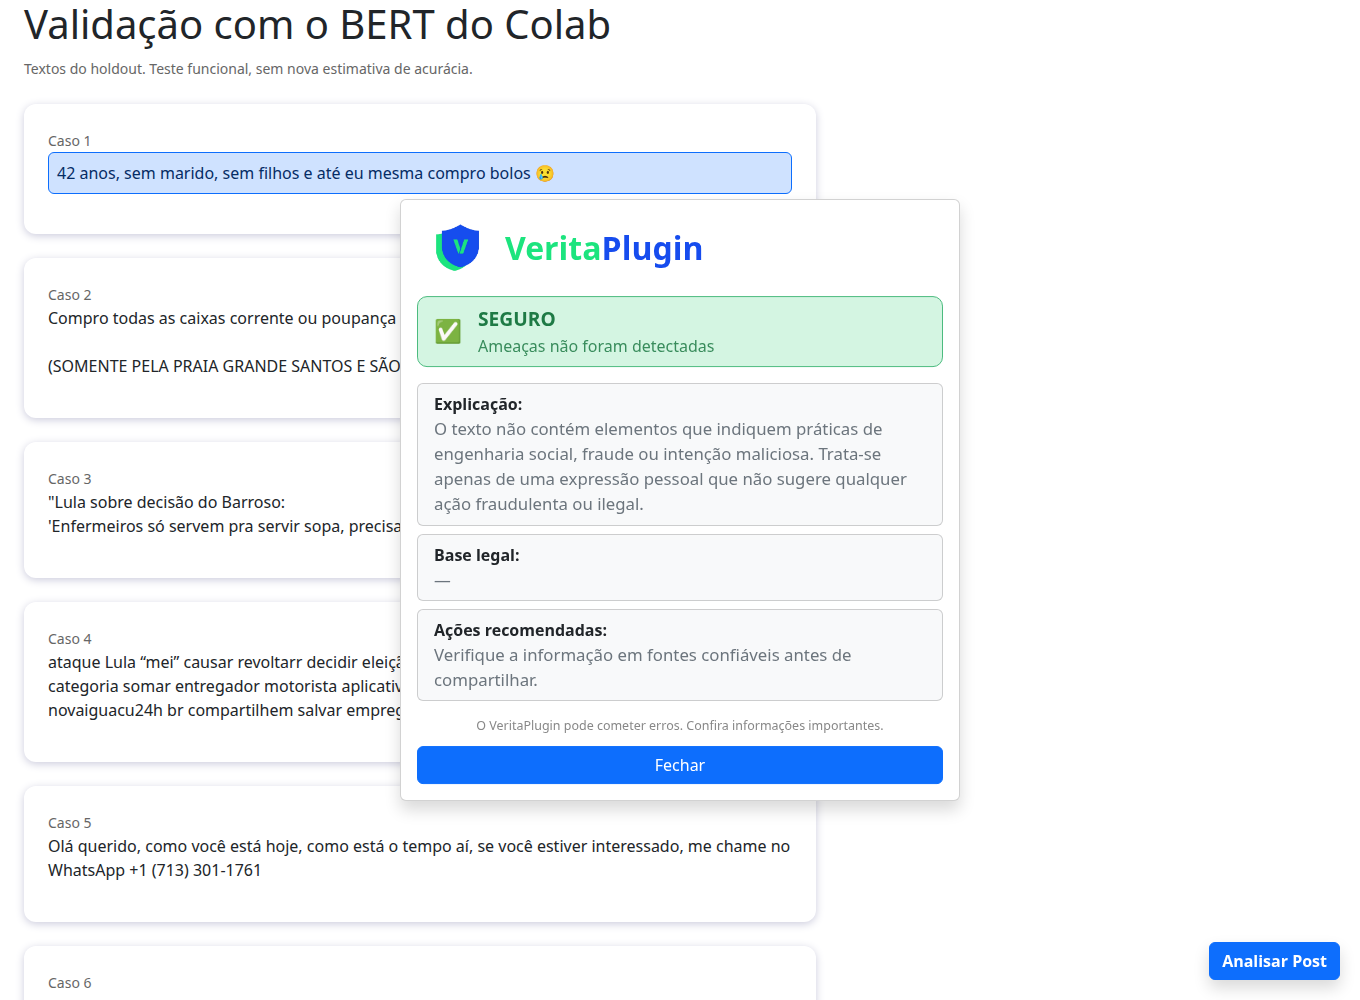 Validação com o BERT do Colab
Textos do holdout. Teste funcional, sem nova estimativa de acurácia.
Caso 1
42 anos, sem marido, sem filhos e até eu mesma compro bolos 😢
Caso 2
Compro todas as caixas corrente ou poupança
(SOMENTE PELA PRAIA GRANDE SANTOS E SÃO
Caso 3
"Lula sobre decisão do Barroso:
'Enfermeiros só servem pra servir sopa, precisa
Caso 4
ataque Lula “mei” causar revoltarr decidir
categoria somar entregador motorista
novaiguacu24h br compartilhem salvar
V
VeritaPlugin
✅ SEGURO
Ameaças não foram detectadas
Explicação:
O texto não contém elementos que indiquem práticas de
engenharia social, fraude ou intenção maliciosa. Trata-se
apenas de uma expressão pessoal que não sugere qualquer
ação fraudulenta ou ilegal.
Base legal:
—
Ações recomendadas:
Verifique a informação em fontes confiáveis antes de
compartilhar.
O VeritaPlugin pode cometer erros. Confira informações importantes.
Fechar
Caso 5
Olá querido, como você está hoje, como está o tempo aí, se você estiver interessado, me chame no
WhatsApp +1 (713) 301-1761
Caso 6
Analisar Post